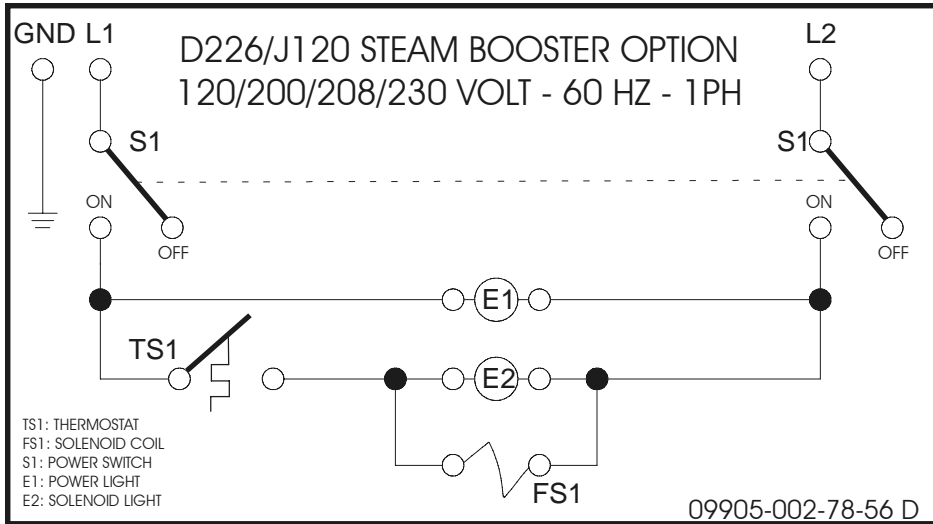 GND L1
L2
D226/J120 STEAM BOOSTER OPTION
120/200/208/230 VOLT - 60 HZ - 1PH
S1
S1
ON
ON
OFF
OFF
E1
TS1
E2
TS1: THERMOSTAT
FS1: SOLENOID COIL
S1: POWER SWITCH
E1: POWER LIGHT
E2: SOLENOID LIGHT
FS1
09905-002-78-56 D